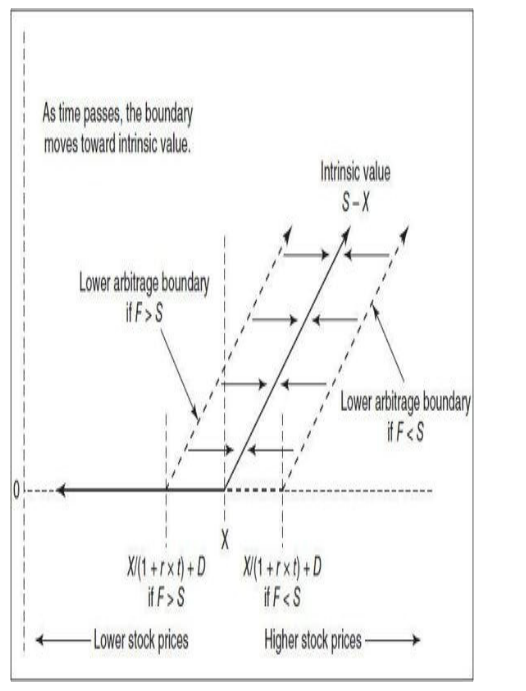 As time passes, the boundary
moves toward intrinsic value.
Intrinsic value
S – X
Lower arbitrage boundary
if F > S
Lower arbitrage boundary
if F < S
0
X
X/(1 + r × t) + D
if F > S
X/(1 + r × t) + D
if F < S
Lower stock prices
Higher stock prices